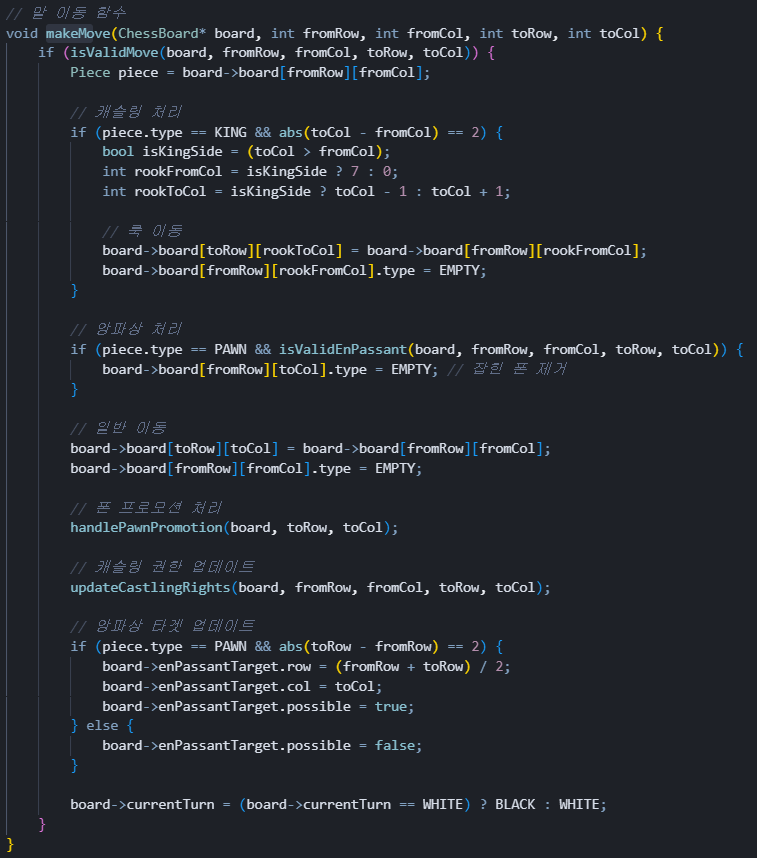 // 말 이동 함수
void makeMove(ChessBoard* board, int fromRow, int fromCol, int toRow, int toCol) {
    if (isValidMove(board, fromRow, fromCol, toRow, toCol)) {
        Piece piece = board->board[fromRow][fromCol];

        // 캐슬링 처리
        if (piece.type == KING && abs(toCol - fromCol) == 2) {
            bool isKingSide = (toCol > fromCol);
            int rookFromCol = isKingSide ? 7 : 0;
            int rookToCol = isKingSide ? toCol - 1 : toCol + 1;

            // 룩 이동
            board->board[toRow][rookToCol] = board->board[fromRow][rookFromCol];
            board->board[fromRow][rookFromCol].type = EMPTY;
        }

        // 앙파상 처리
        if (piece.type == PAWN && isValidEnPassant(board, fromRow, fromCol, toRow, toCol)) {
            board->board[fromRow][toCol].type = EMPTY; // 잡힌 폰 제거
        }

        // 일반 이동
        board->board[toRow][toCol] = board->board[fromRow][fromCol];
        board->board[fromRow][fromCol].type = EMPTY;

        // 폰 프로모션 처리
        handlePawnPromotion(board, toRow, toCol);

        // 캐슬링 권한 업데이트
        updateCastlingRights(board, fromRow, fromCol, toRow, toCol);

        // 앙파상 타겟 업데이트
        if (piece.type == PAWN && abs(toRow - fromRow) == 2) {
            board->enPassantTarget.row = (fromRow + toRow) / 2;
            board->enPassantTarget.col = toCol;
            board->enPassantTarget.possible = true;
        } else {
            board->enPassantTarget.possible = false;
        }

        board->currentTurn = (board->currentTurn == WHITE) ? BLACK : WHITE;
    }
}